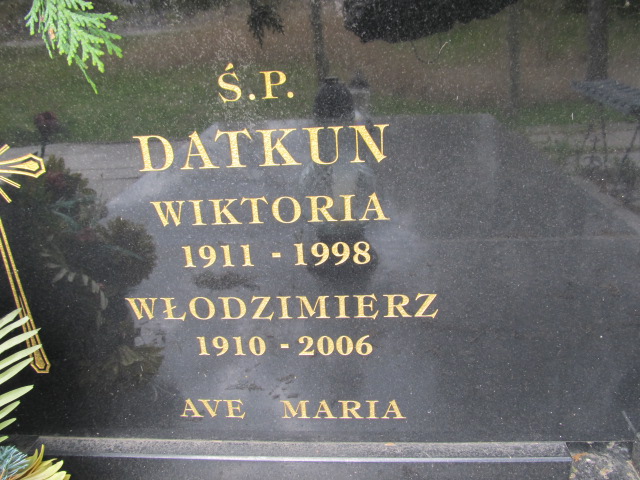 Ś.P.
DATKUN
WIKTORIA
1911 - 1998
WŁODZIMIERZ
1910 - 2006
AVE MARIA